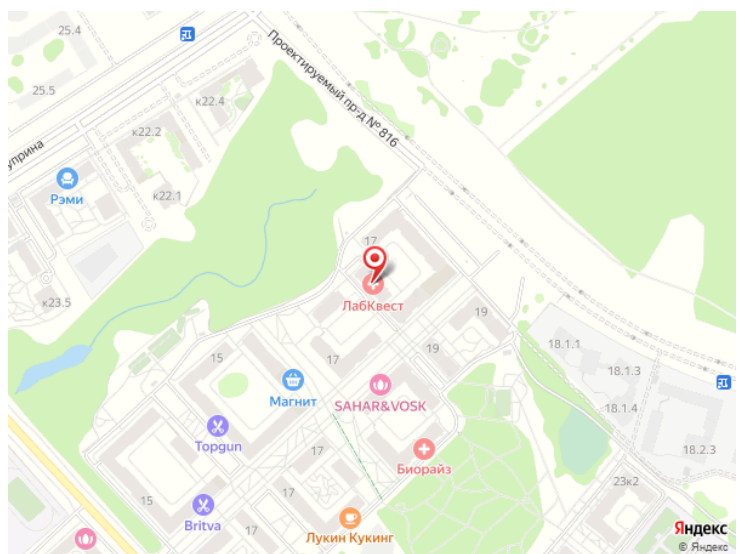 25.4
25.5
к22.4
к22.2
к22.1
Проектируемый пр-д № 816
уприна
Рэми
к23.5
17
ЛабКвест
19
19
17
15
Магнит
SAHAR&VOSK
18.1.1
18.1.3
18.1.4
18.2.3
Topgun
17
Биорайз
15
Britva
17
Лукин Кукинг
23к2
Яндекс
© Яндекс